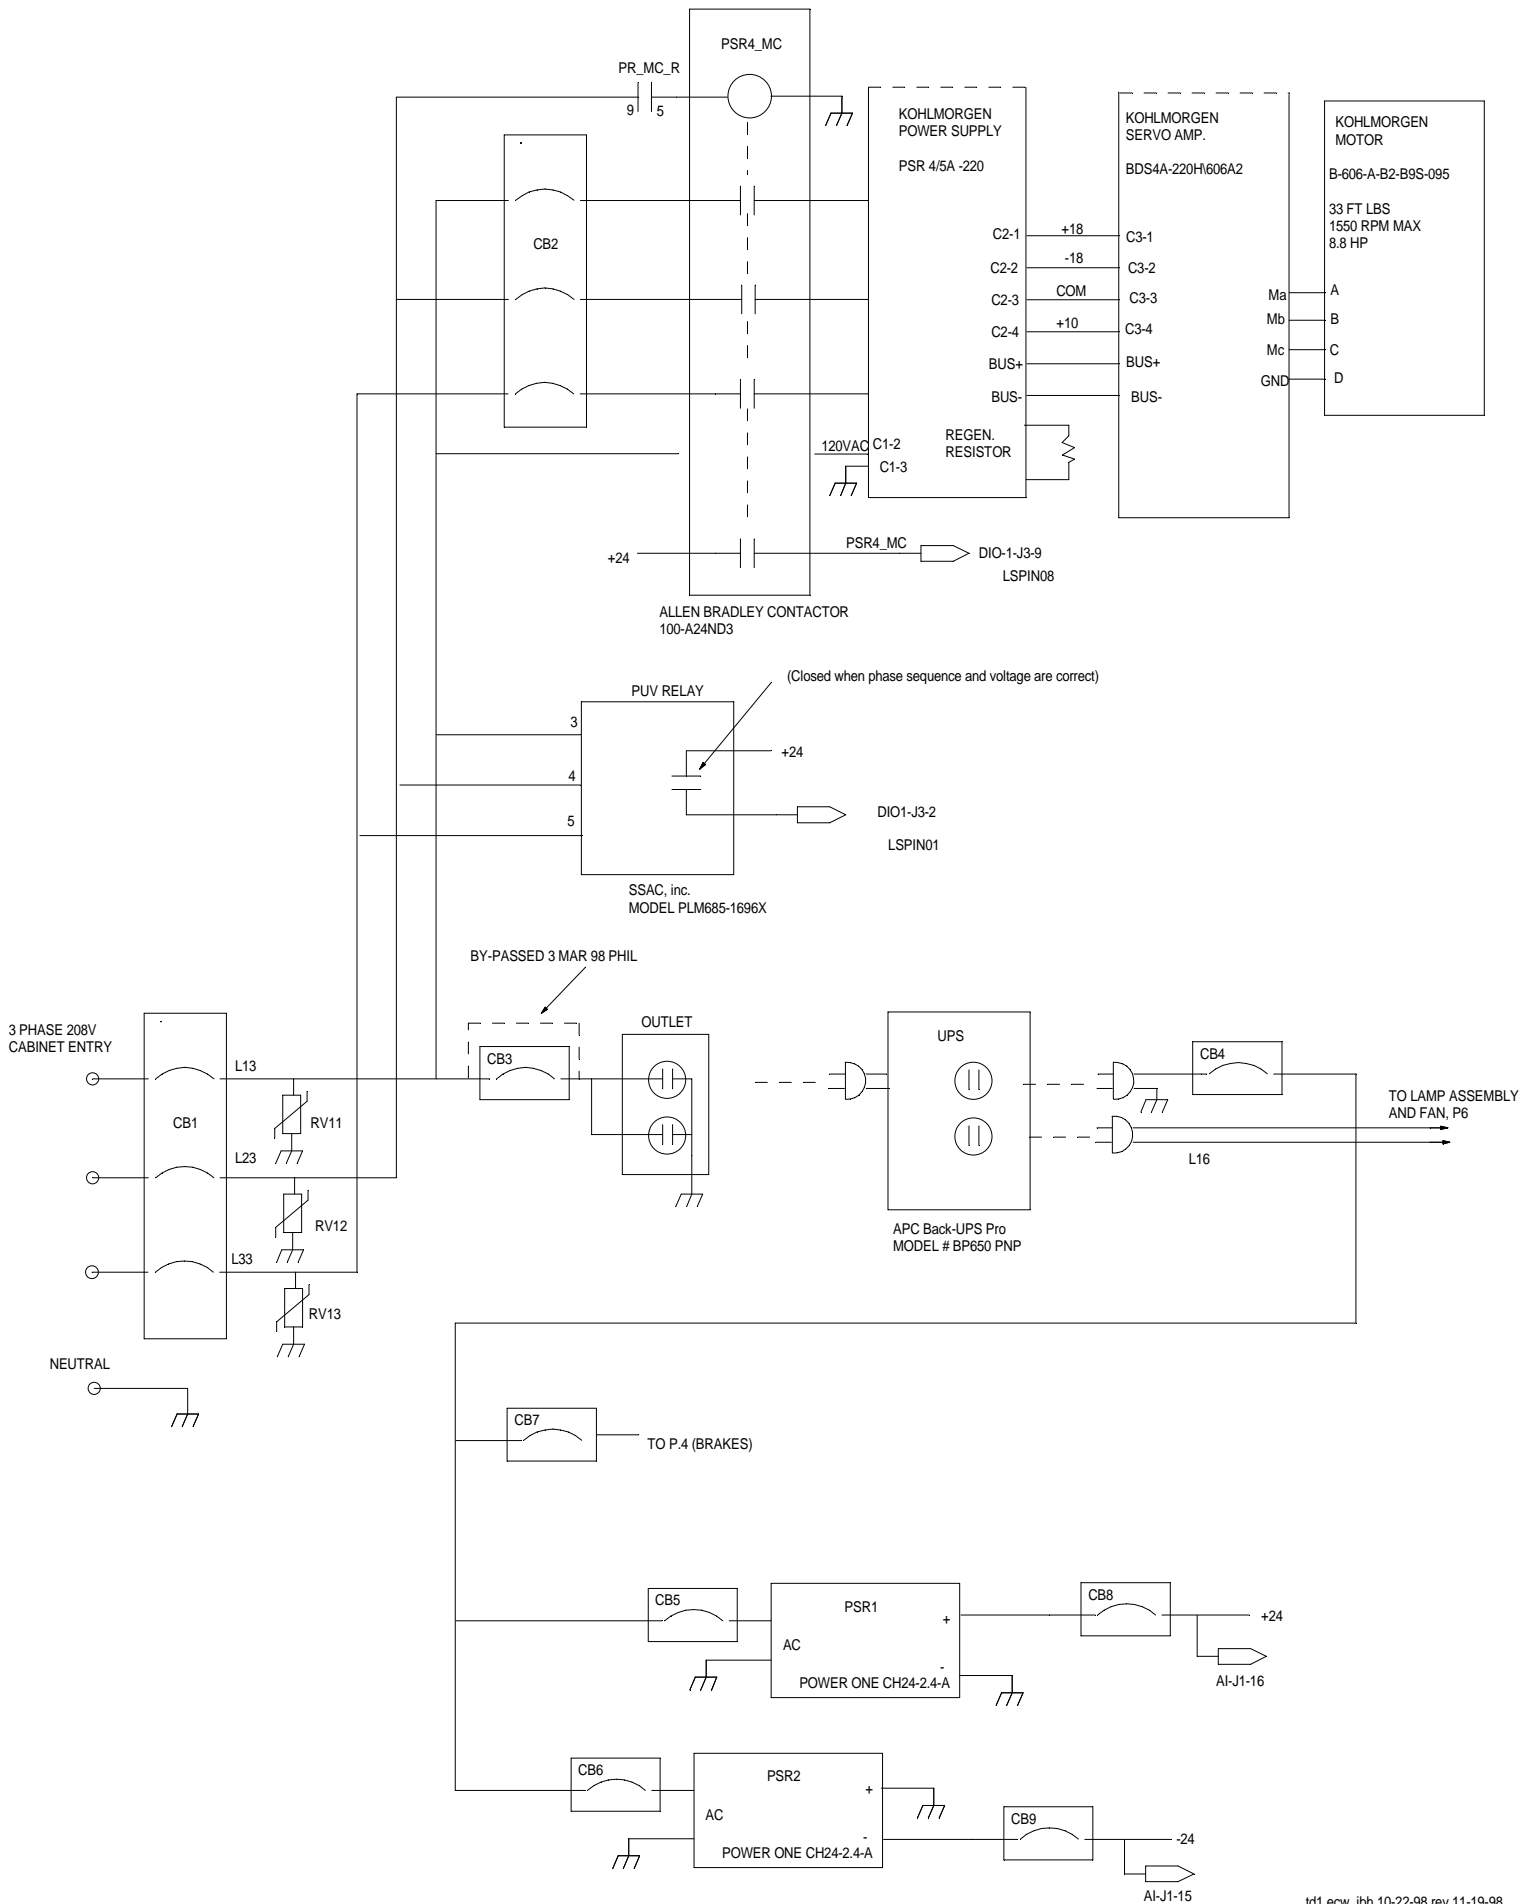 PSR4_MC
PR_MC_R
9
5
KOHLMORGEN
POWER SUPPLY
PSR 4/5A -220
KOHLMORGEN
SERVO AMP.
BDS4A-220H\606A2
KOHLMORGEN
MOTOR
B-606-A-B2-B9S-095
33 FT LBS
1550 RPM MAX
8.8 HP
CB2
C2-1
+18
C3-1
C2-2
-18
C3-2
C2-3
COM
C3-3
C2-4
+10
C3-4
BUS+
BUS+
BUS-
BUS-
Ma
A
Mb
B
Mc
C
GND
D
120VAC
C1-2
C1-3
REGEN.
RESISTOR
+24
PSR4_MC
DIO-1-J3-9
LSPIN08
ALLEN BRADLEY CONTACTOR
100-A24ND3
(Closed when phase sequence and voltage are correct)
PUV RELAY
3
4
5
+24
DIO1-J3-2
LSPIN01
SSAC, inc.
MODEL PLM685-1696X
BY-PASSED 3 MAR 98 PHIL
3 PHASE 208V
CABINET ENTRY
L13
CB1
RV11
L23
RV12
L33
RV13
NEUTRAL
CB3
OUTLET
UPS
CB4
TO LAMP ASSEMBLY
AND FAN, P6
L16
APC Back-UPS Pro
MODEL # BP650 PNP
CB7
TO P.4 (BRAKES)
CB5
PSR1
+
AC
-
POWER ONE CH24-2.4-A
CB8
+24
AI-J1-16
CB6
PSR2
+
AC
-
POWER ONE CH24-2.4-A
CB9
-24
AI-J1-15
td1.ecw ibh 10-22-98 rev 11-19-98